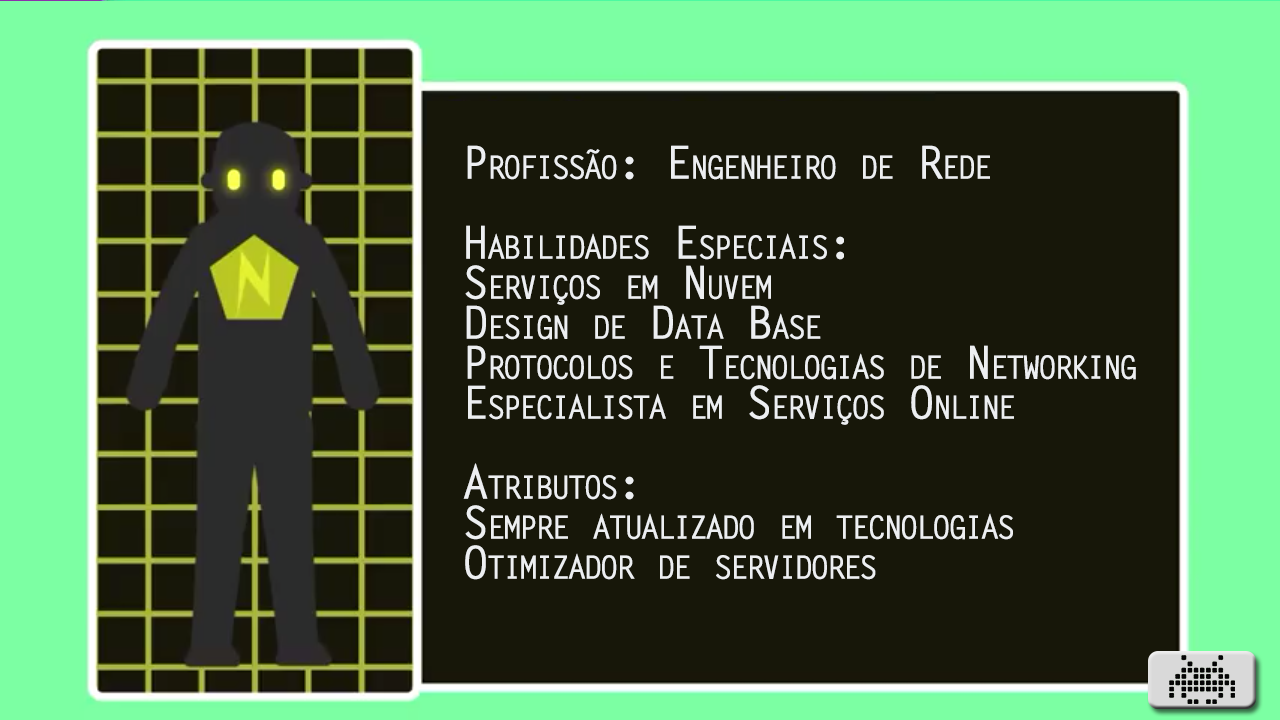 Profissão: Engenheiro de Rede
Habilidades Especiais:
Serviços em Nuvem
Design de Data Base
Protocolos e Tecnologias de Networking
Especialista em Serviços Online
Atributos:
Sempre atualizado em tecnologias
Otimizador de servidores
N